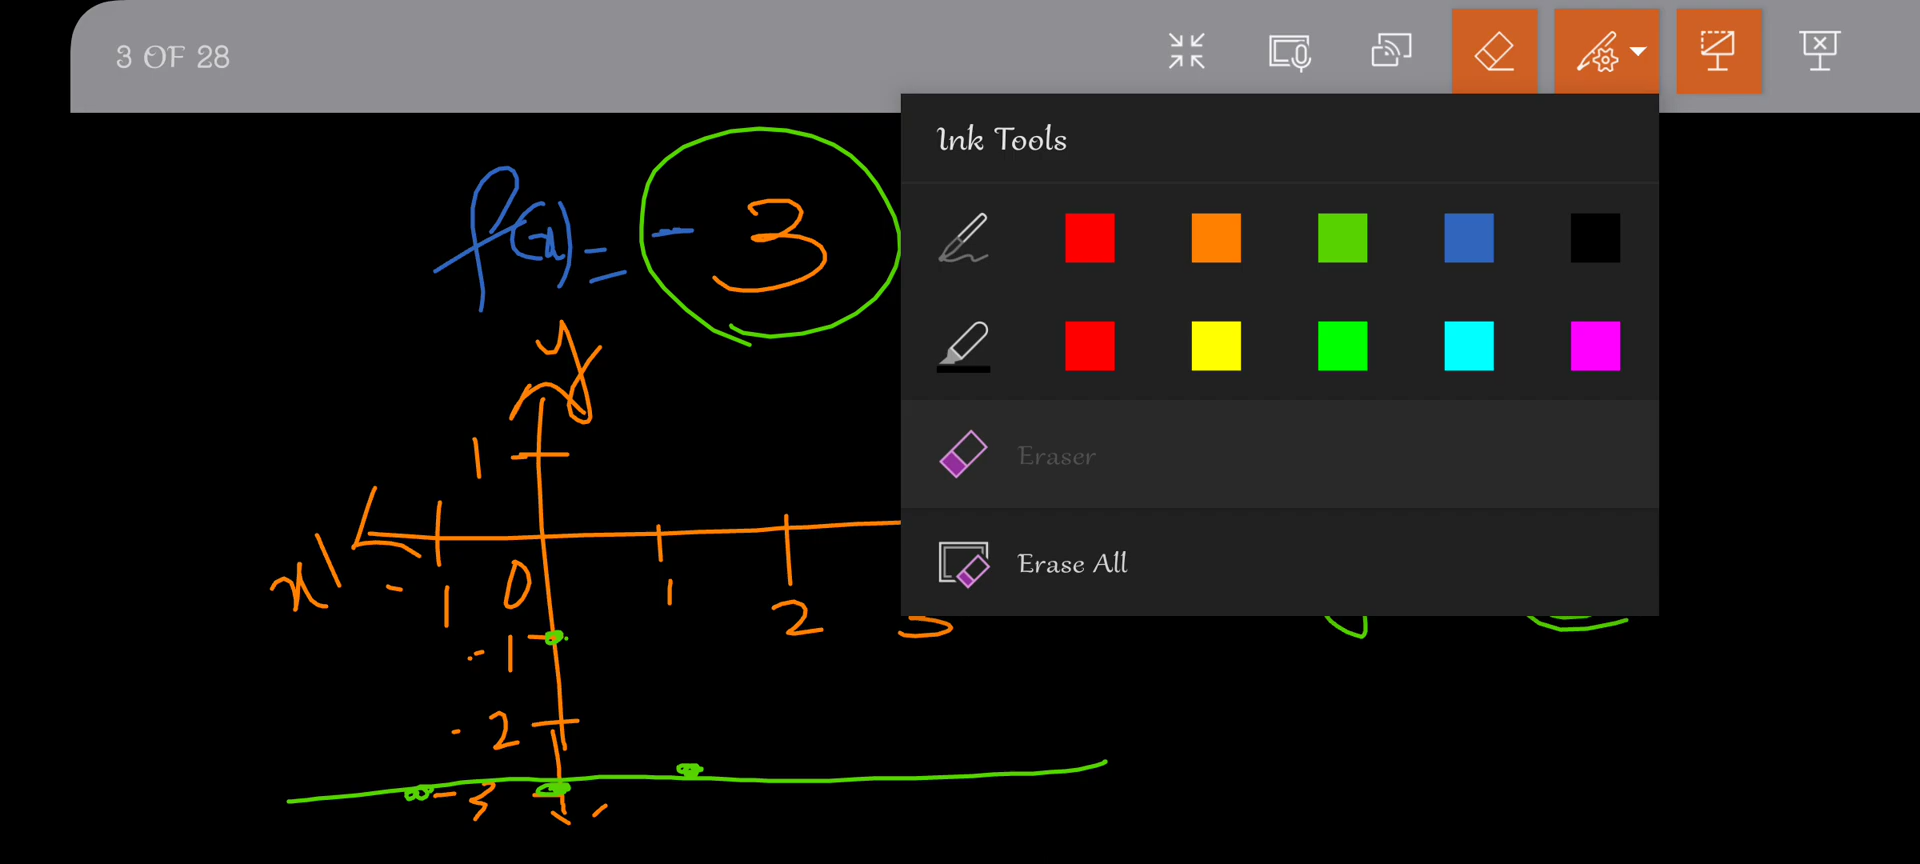 3 OF 28
Ink Tools
f(x) = - 3
y
1
x'
- 1
0
1
2
3
- 1
- 2
- 3
Eraser
Erase All